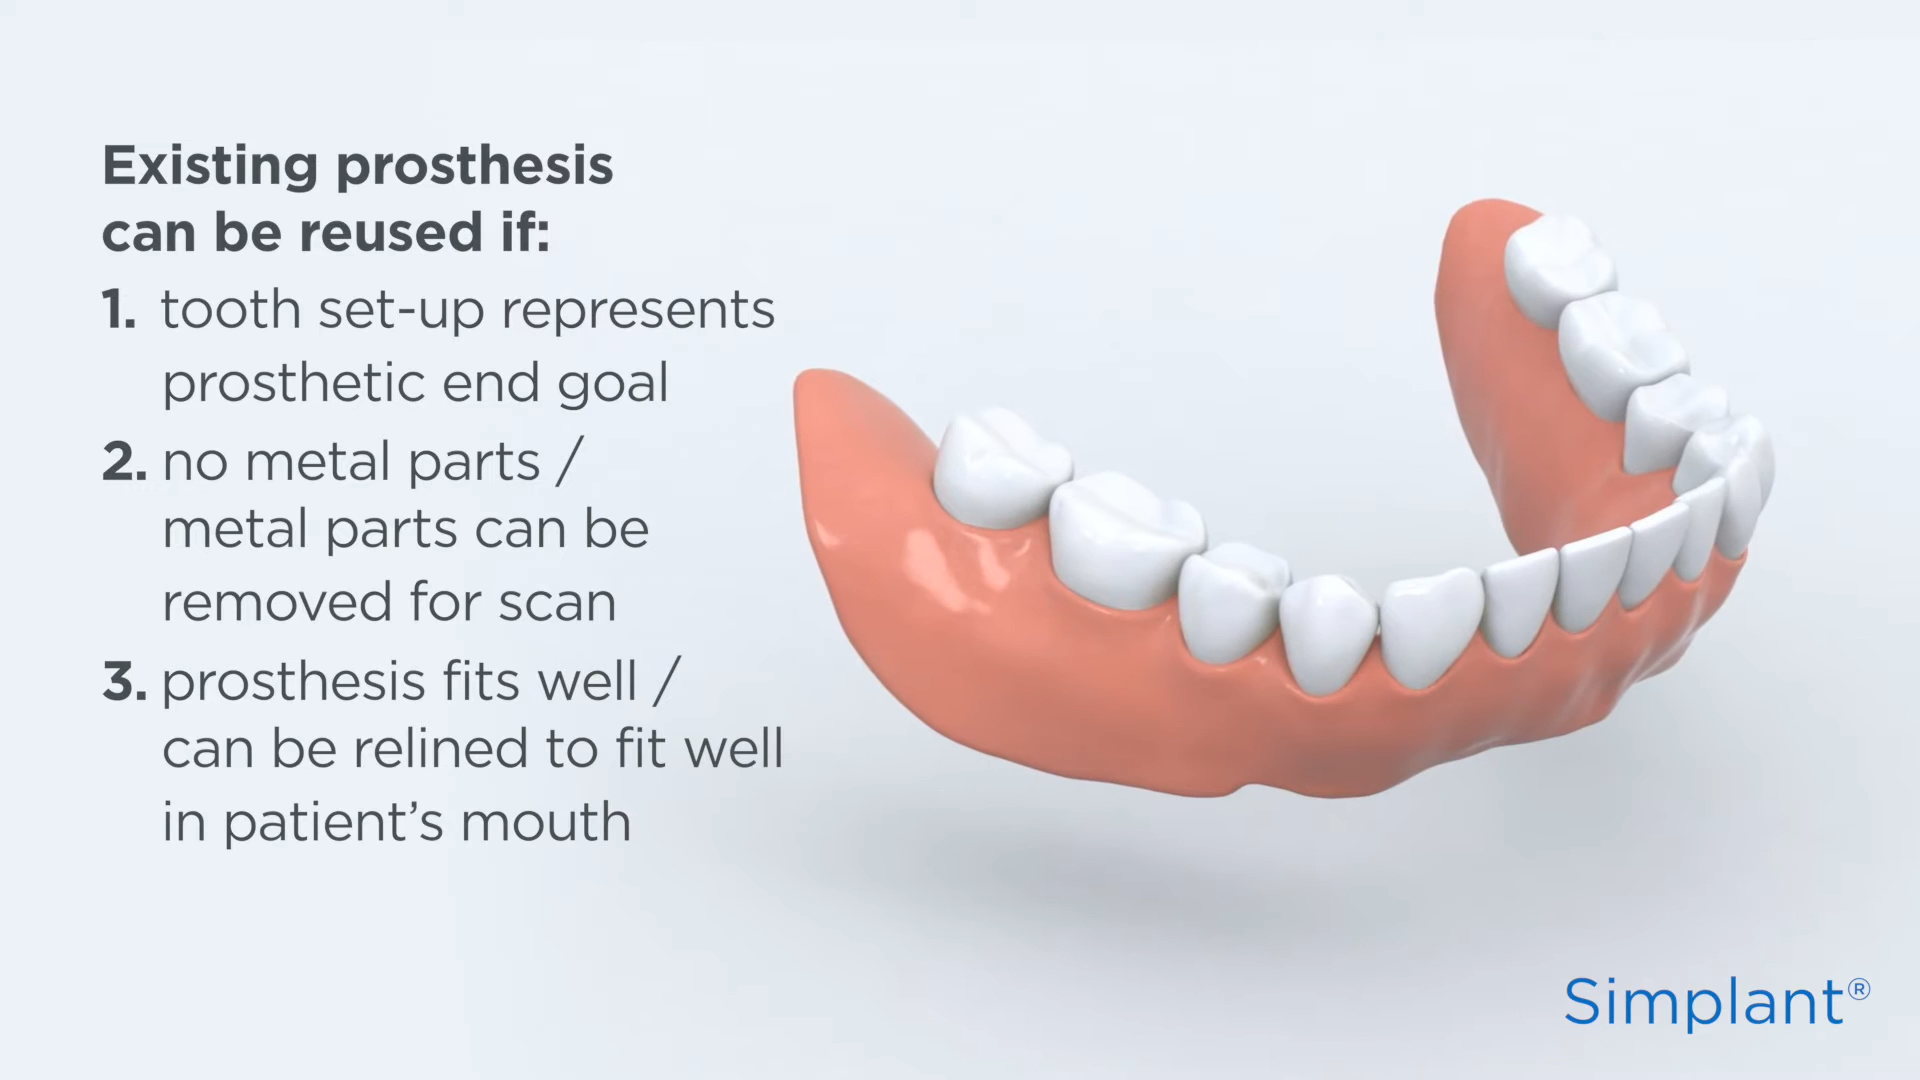 Existing prosthesis
can be reused if:
1. tooth set-up represents
prosthetic end goal
2. no metal parts /
metal parts can be
removed for scan
3. prosthesis fits well /
can be relined to fit well
in patient’s mouth
Simplant®